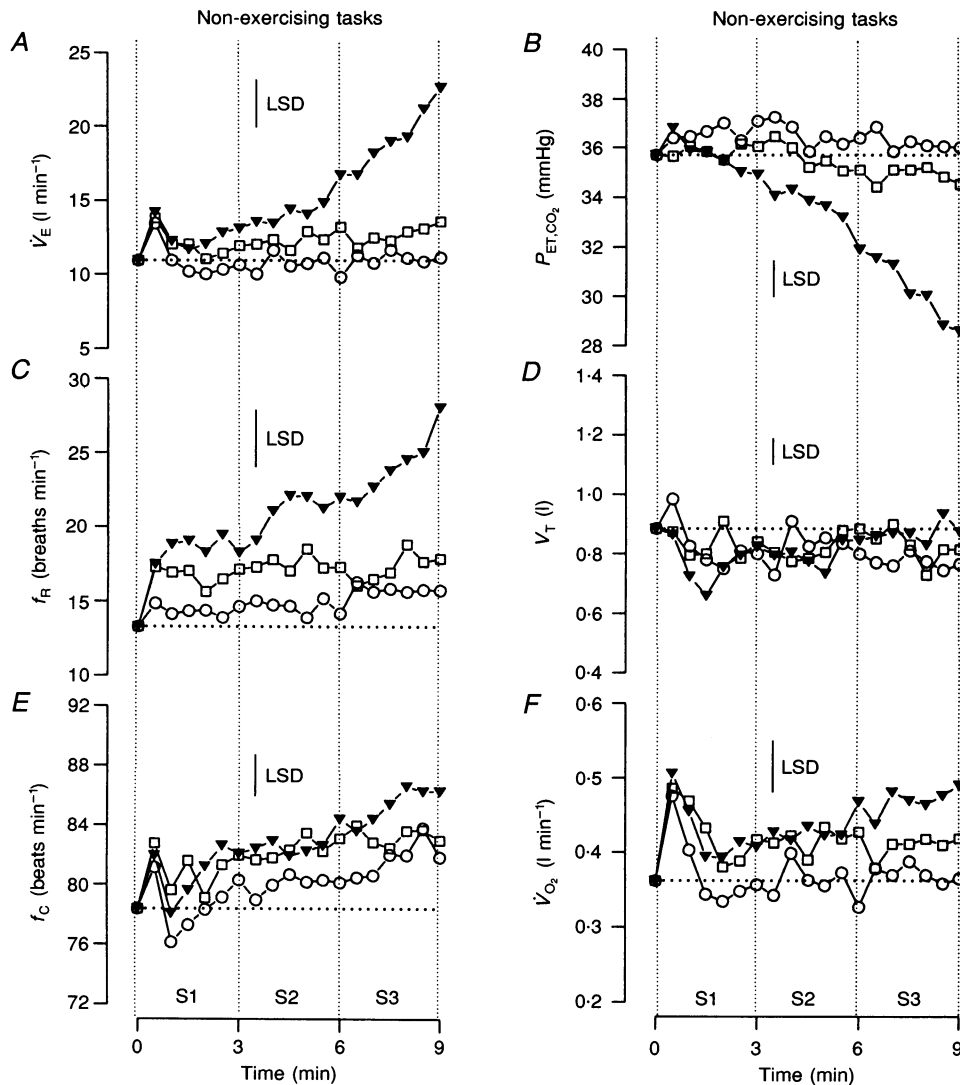 Non-exercising tasks
Non-exercising tasks
A
25
20
15
10
5
V̇E (l min−1)
LSD
B
40
38
36
34
32
30
28
PET,CO2 (mmHg)
LSD
C
30
25
20
15
10
fR (breaths min−1)
LSD
D
1·4
1·2
1·0
0·8
0·6
0·4
VT (l)
LSD
E
92
88
84
80
76
72
fC (beats min−1)
LSD
S1
S2
S3
0
3
6
9
Time (min)
F
0·6
0·5
0·4
0·3
0·2
V̇O2 (l min−1)
LSD
S1
S2
S3
0
3
6
9
Time (min)